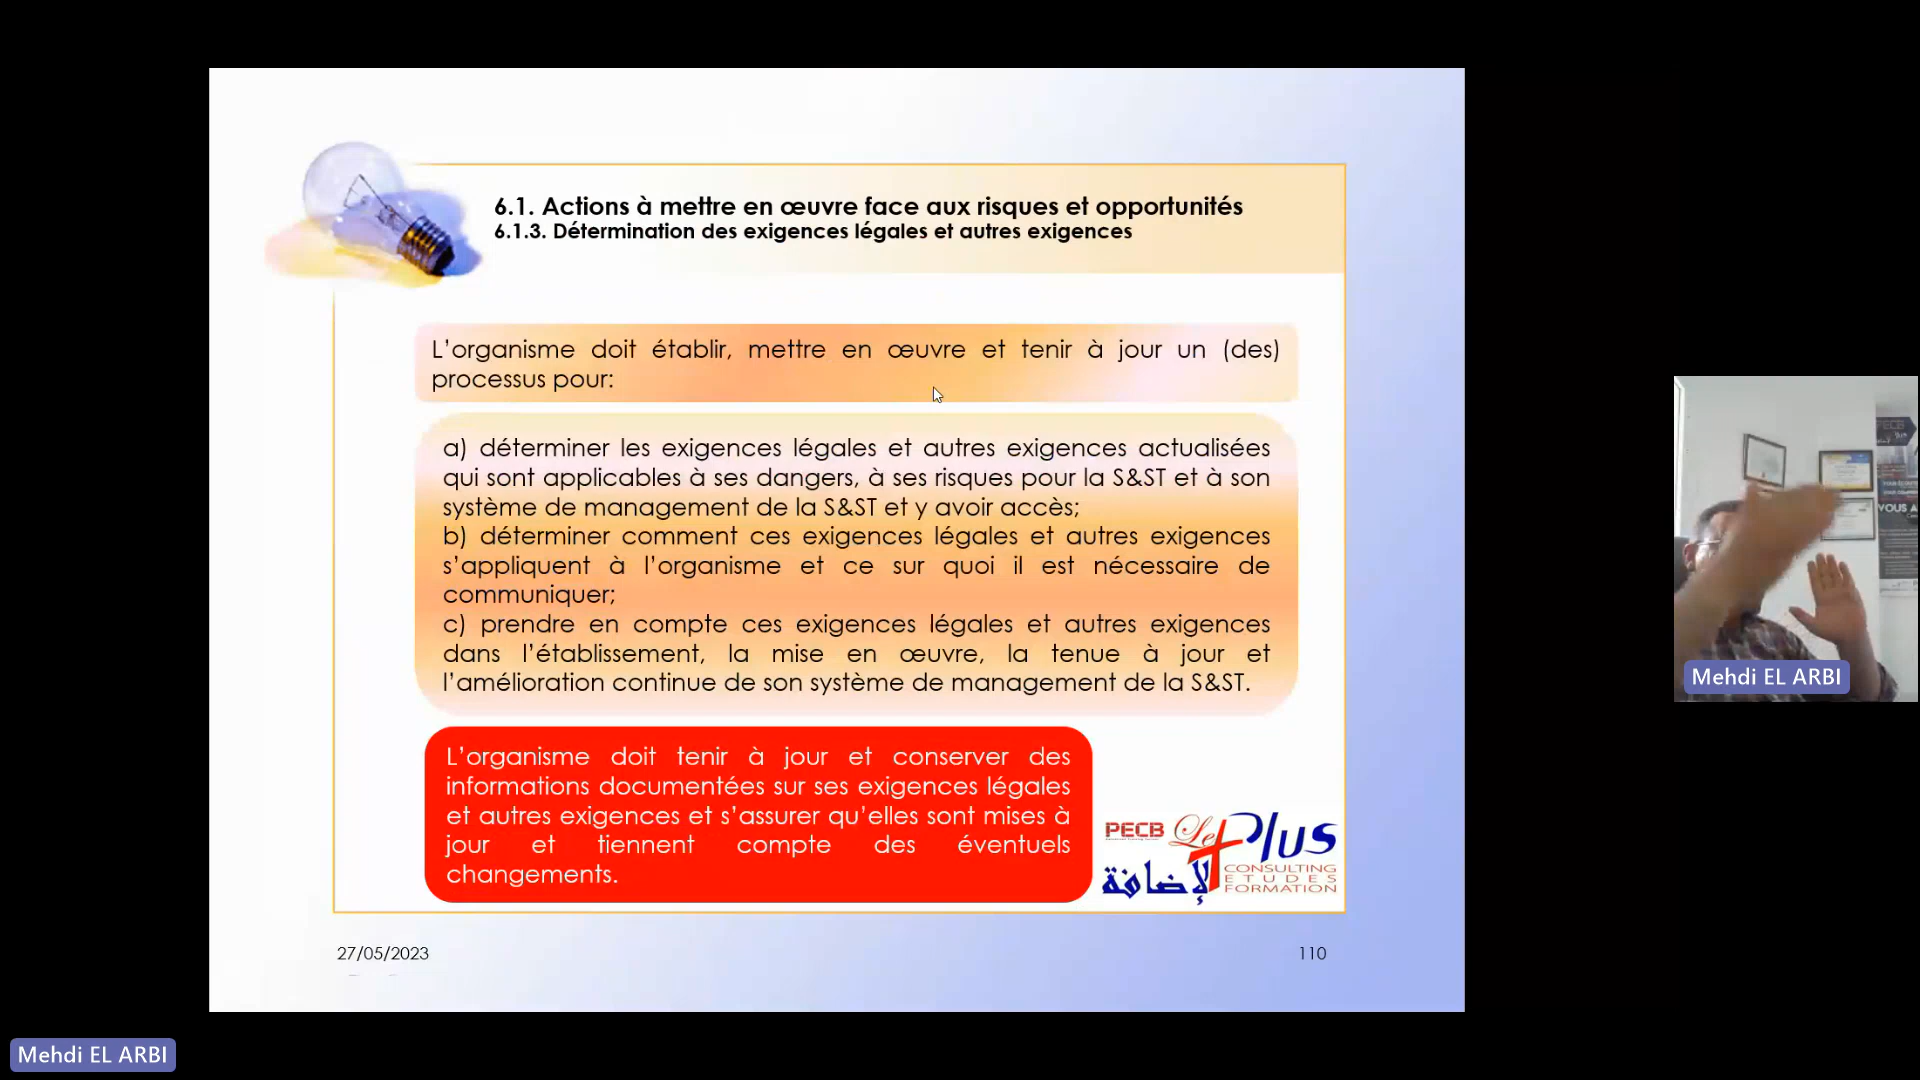 6.1. Actions à mettre en œuvre face aux risques et opportunités
6.1.3. Détermination des exigences légales et autres exigences
L’organisme doit établir, mettre en œuvre et tenir à jour un (des)
processus pour:
a) déterminer les exigences légales et autres exigences actualisées
qui sont applicables à ses dangers, à ses risques pour la S&ST et à son
système de management de la S&ST et y avoir accès;
b) déterminer comment ces exigences légales et autres exigences
s’appliquent à l’organisme et ce sur quoi il est nécessaire de
communiquer;
c) prendre en compte ces exigences légales et autres exigences
dans l’établissement, la mise en œuvre, la tenue à jour et
l’amélioration continue de son système de management de la S&ST.
L’organisme doit tenir à jour et conserver des
informations documentées sur ses exigences légales
et autres exigences et s’assurer qu’elles sont mises à
jour et tiennent compte des éventuels
changements.
PECB Le Plus
الإضافة
CONSULTING
ETUDES
FORMATION
27/05/2023
110
PECB
VOUS A
Mehdi EL ARBI
Mehdi EL ARBI